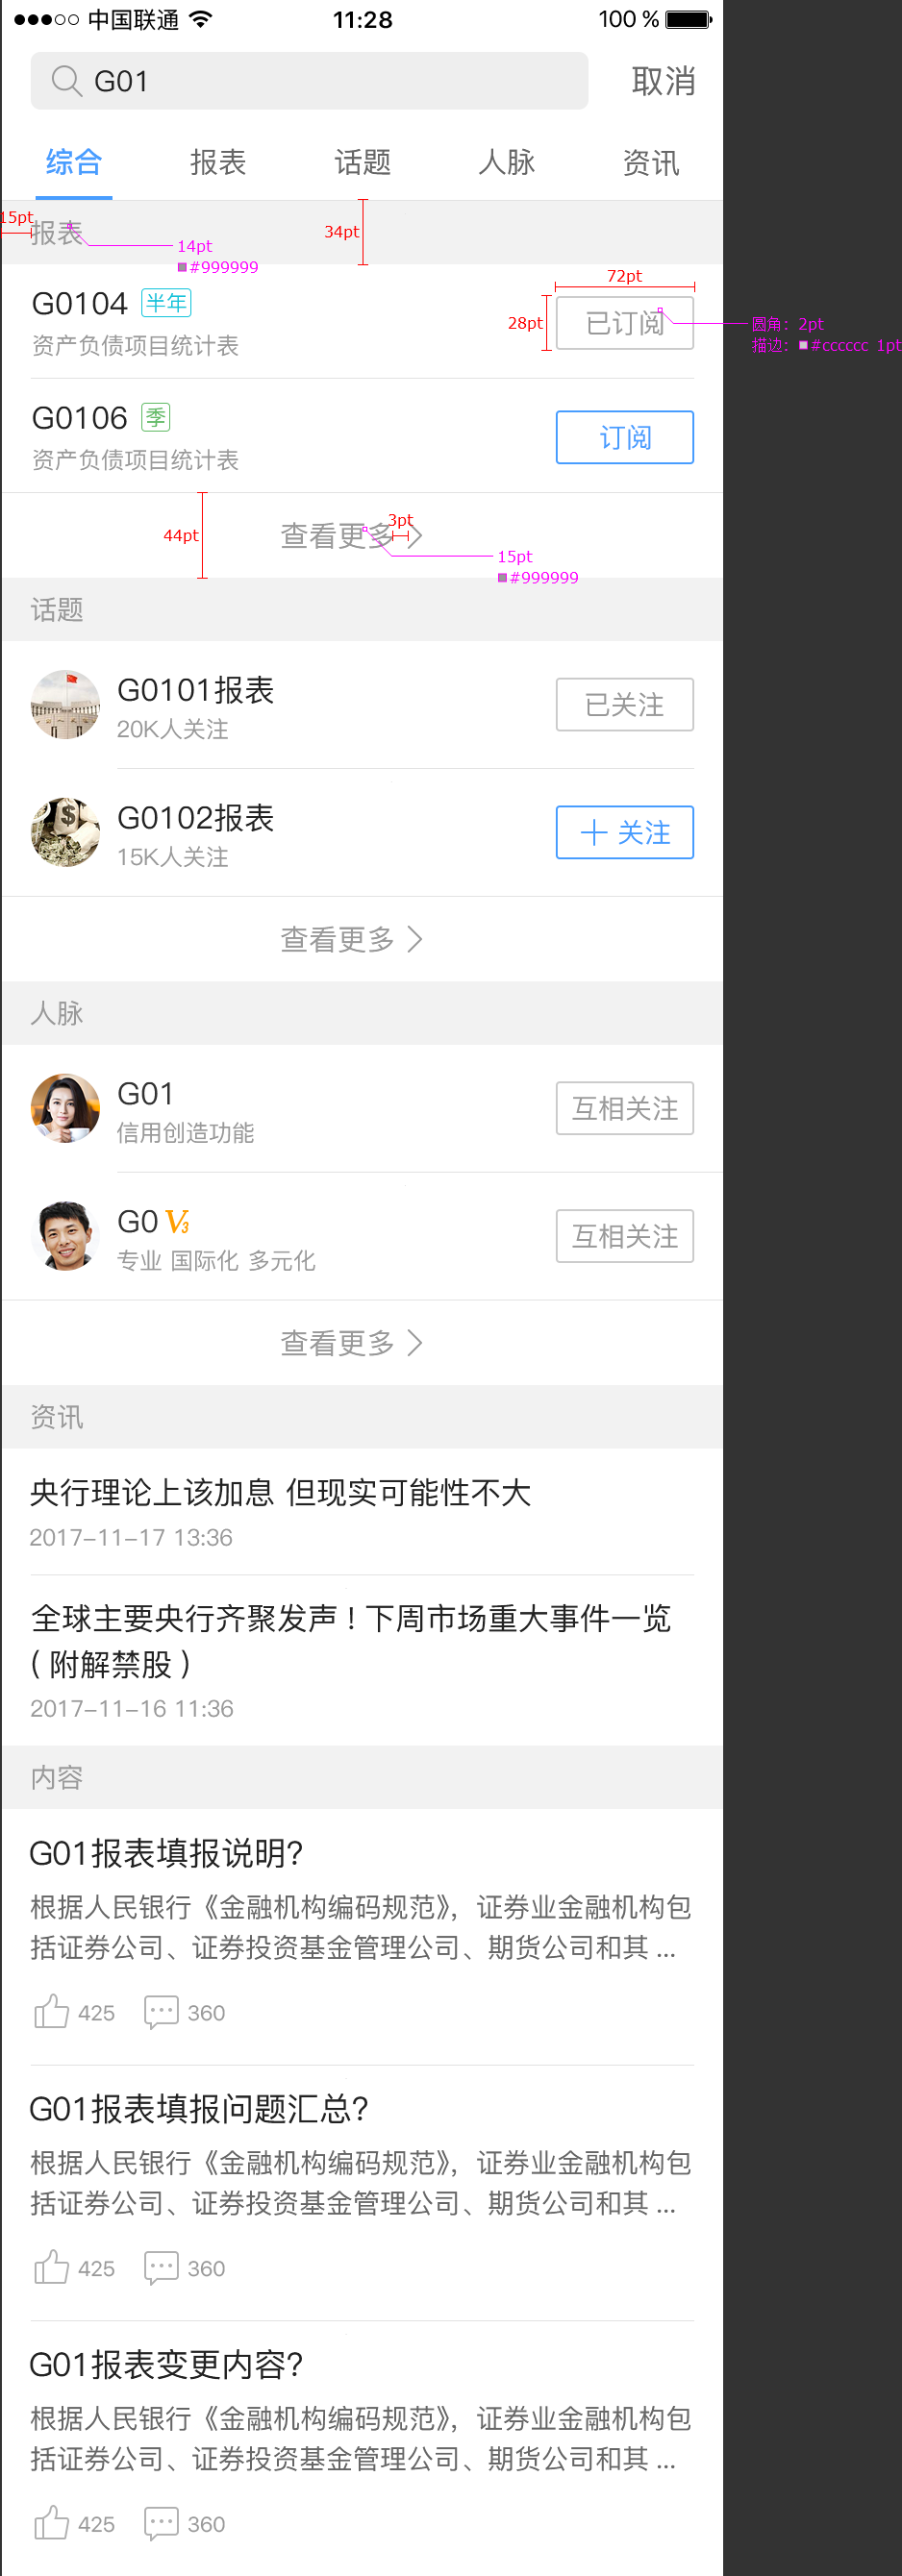 中国联通 11:28 100 %
G01 取消
综合 报表 话题 人脉 资讯
15pt
报表
34pt
14pt
#999999
72pt
G0104 半年
资产负债项目统计表
28pt
已订阅
圆角：2pt
描边：#cccccc 1pt
G0106 季
资产负债项目统计表
订阅
44pt
查看更多
3pt
15pt
#999999
话题
G0101报表
20K人关注
已关注
G0102报表
15K人关注
关注
查看更多
人脉
G01
信用创造功能
互相关注
G0 V3
专业 国际化 多元化
互相关注
查看更多
资讯
央行理论上该加息 但现实可能性不大
2017-11-17 13:36
全球主要央行齐聚发声！下周市场重大事件一览
（附解禁股）
2017-11-16 11:36
内容
G01报表填报说明?
根据人民银行《金融机构编码规范》，证券业金融机构包
括证券公司、证券投资基金管理公司、期货公司和其 ...
425 360
G01报表填报问题汇总?
根据人民银行《金融机构编码规范》，证券业金融机构包
括证券公司、证券投资基金管理公司、期货公司和其 ...
425 360
G01报表变更内容?
根据人民银行《金融机构编码规范》，证券业金融机构包
括证券公司、证券投资基金管理公司、期货公司和其 ...
425 360